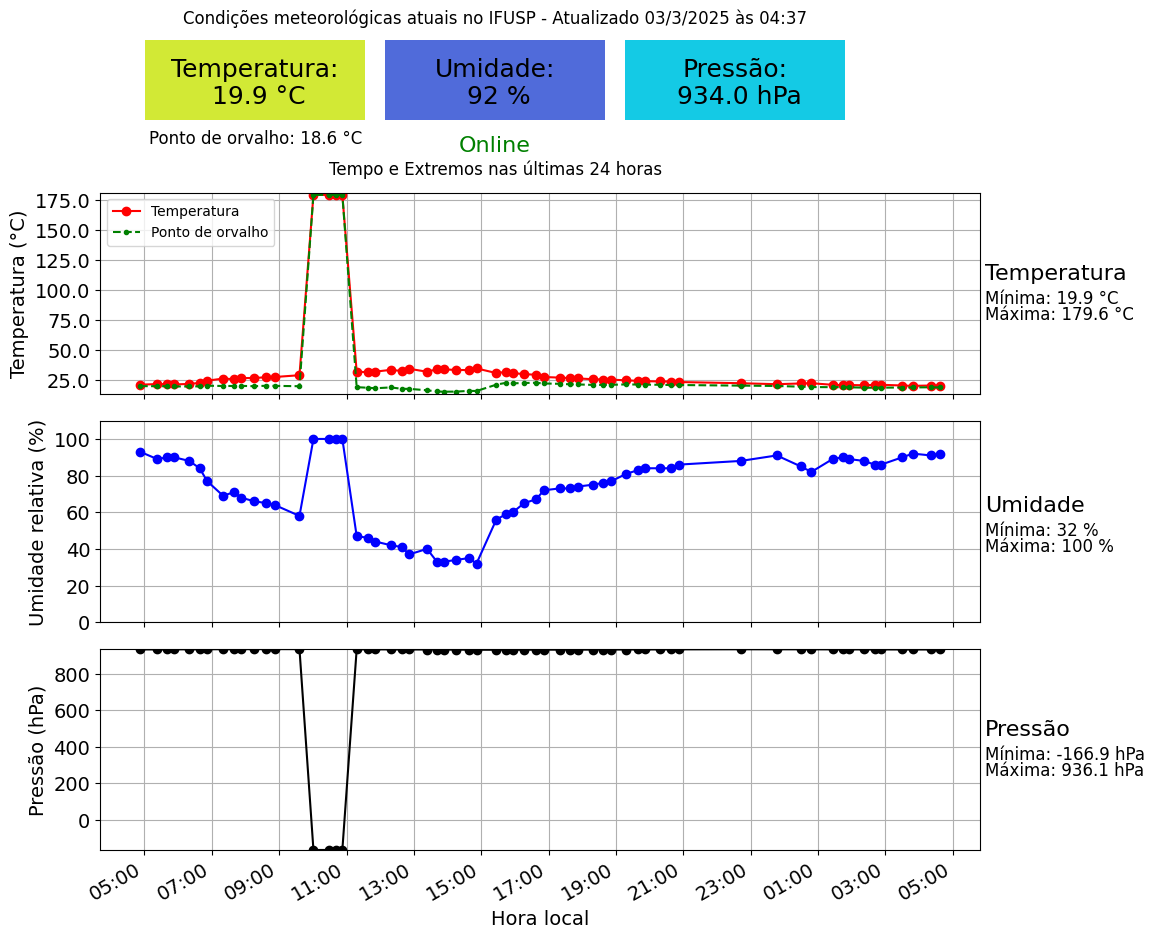 Condições meteorológicas atuais no IFUSP - Atualizado 03/3/2025 às 04:37
Temperatura:
19.9 °C
Umidade:
92 %
Pressão:
934.0 hPa
Ponto de orvalho: 18.6 °C
Online
Tempo e Extremos nas últimas 24 horas
Temperatura (°C)
175.0
150.0
125.0
100.0
75.0
50.0
25.0
Temperatura
Ponto de orvalho
Temperatura
Mínima: 19.9 °C
Máxima: 179.6 °C
Umidade relativa (%)
100
80
60
40
20
0
Umidade
Mínima: 32 %
Máxima: 100 %
Pressão (hPa)
800
600
400
200
0
Pressão
Mínima: -166.9 hPa
Máxima: 936.1 hPa
05:00 07:00 09:00 11:00 13:00 15:00 17:00 19:00 21:00 23:00 01:00 03:00 05:00
Hora local